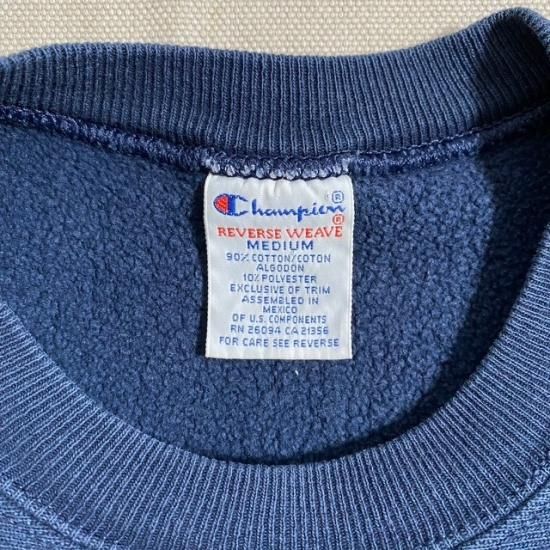 Champion®
REVERSE WEAVE®
MEDIUM
90% COTTON/COTON
ALGODON
10% POLYESTER
EXCLUSIVE OF TRIM
ASSEMBLED IN
MEXICO
OF U.S. COMPONENTS
RN 26094 CA 21356
FOR CARE SEE REVERSE